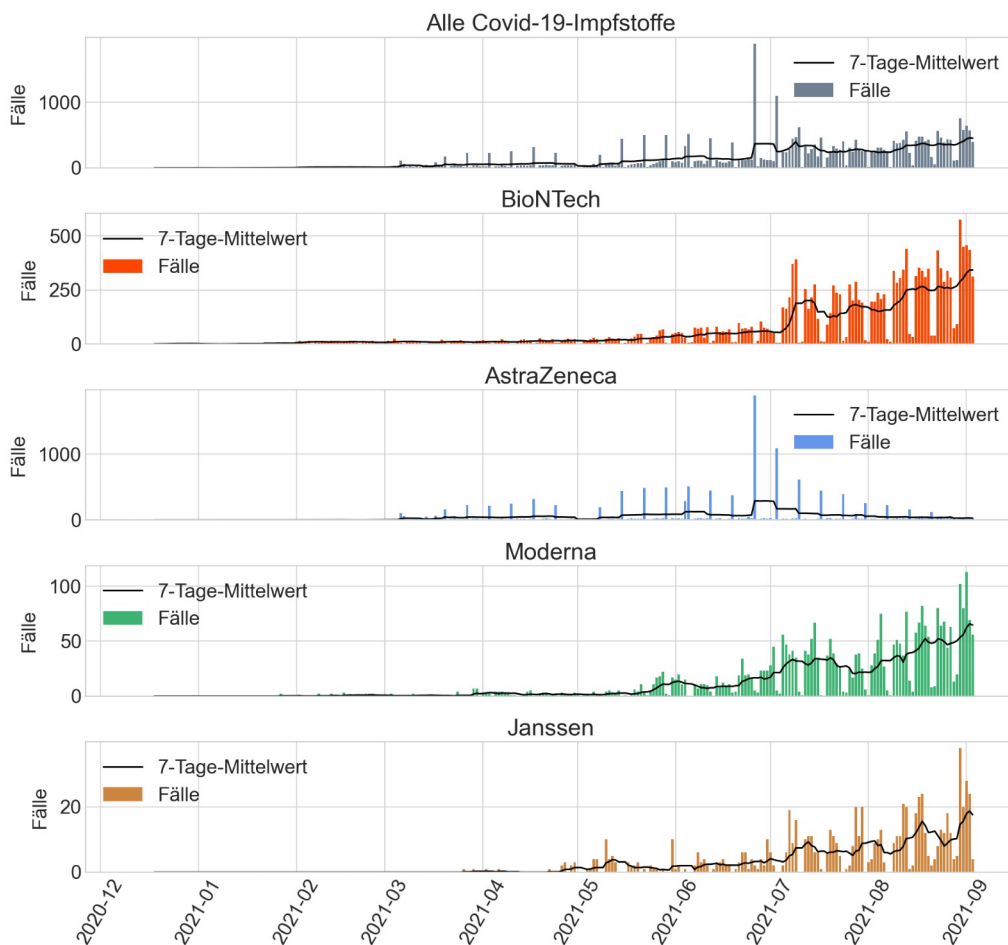 Alle Covid-19-Impfstoffe
Fälle
1000
0
7-Tage-Mittelwert
Fälle
BioNTech
Fälle
500
250
0
7-Tage-Mittelwert
Fälle
AstraZeneca
Fälle
1000
0
7-Tage-Mittelwert
Fälle
Moderna
Fälle
100
50
0
7-Tage-Mittelwert
Fälle
Janssen
Fälle
20
0
7-Tage-Mittelwert
Fälle
2020-12
2021-01
2021-02
2021-03
2021-04
2021-05
2021-06
2021-07
2021-08
2021-09